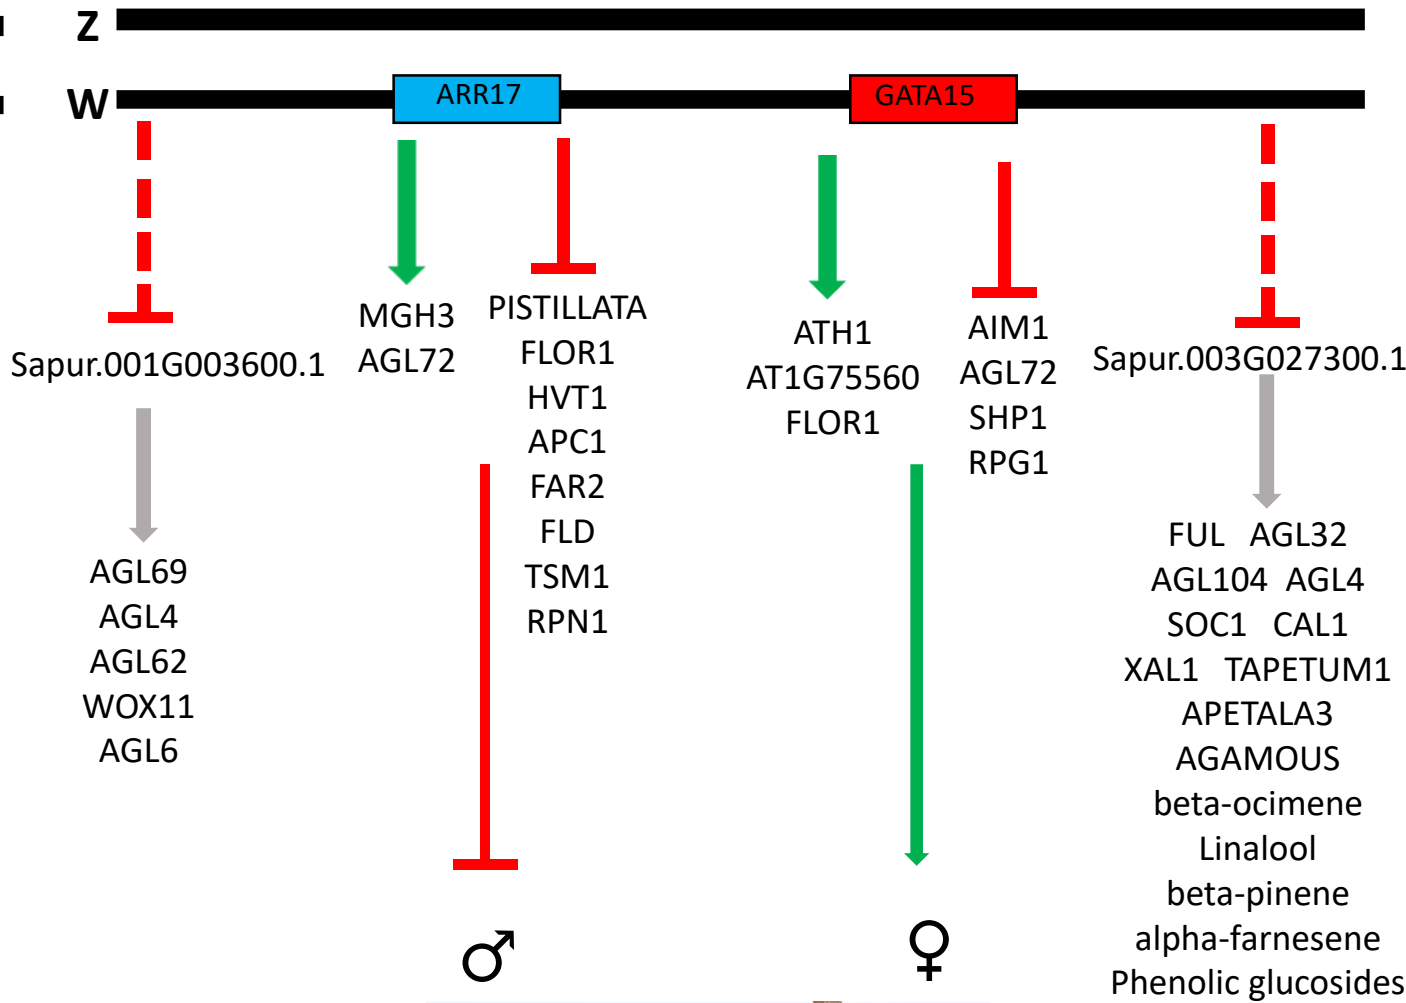 Z
W
ARR17
GATA15
Sapur.001G003600.1
AGL69
AGL4
AGL62
WOX11
AGL6
MGH3
AGL72
PISTILLATA
FLOR1
HVT1
APC1
FAR2
FLD
TSM1
RPN1
ATH1
AT1G75560
FLOR1
AIM1
AGL72
SHP1
RPG1
Sapur.003G027300.1
FUL AGL32
AGL104 AGL4
SOC1 CAL1
XAL1 TAPETUM1
APETALA3
AGAMOUS
beta-ocimene
Linalool
beta-pinene
alpha-farnesene
Phenolic glucosides
♂
♀